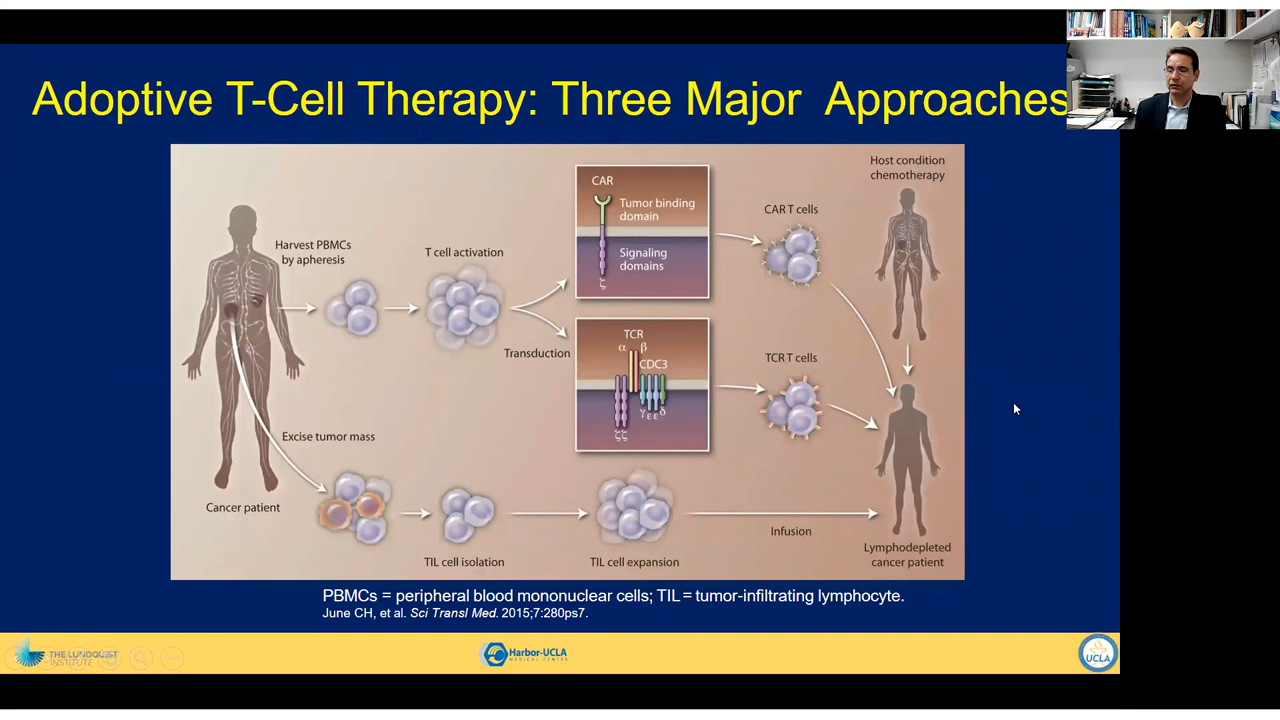 Adoptive T-Cell Therapy: Three Major Approaches
Host condition
chemotherapy
CAR
Tumor binding
domain
Signaling
domains
ζ
CAR T cells
Harvest PBMCs
by apheresis
T cell activation
Transduction
TCR
α β
CDC3
γεεδ
ζζ
TCR T cells
Excise tumor mass
Cancer patient
TIL cell isolation
TIL cell expansion
Infusion
Lymphodepleted
cancer patient
PBMCs = peripheral blood mononuclear cells; TIL = tumor-infiltrating lymphocyte.
June CH, et al. Sci Transl Med. 2015;7:280ps7.
THE LUNDQUIST
INSTITUTE
Harbor-UCLA
MEDICAL CENTER
UCLA